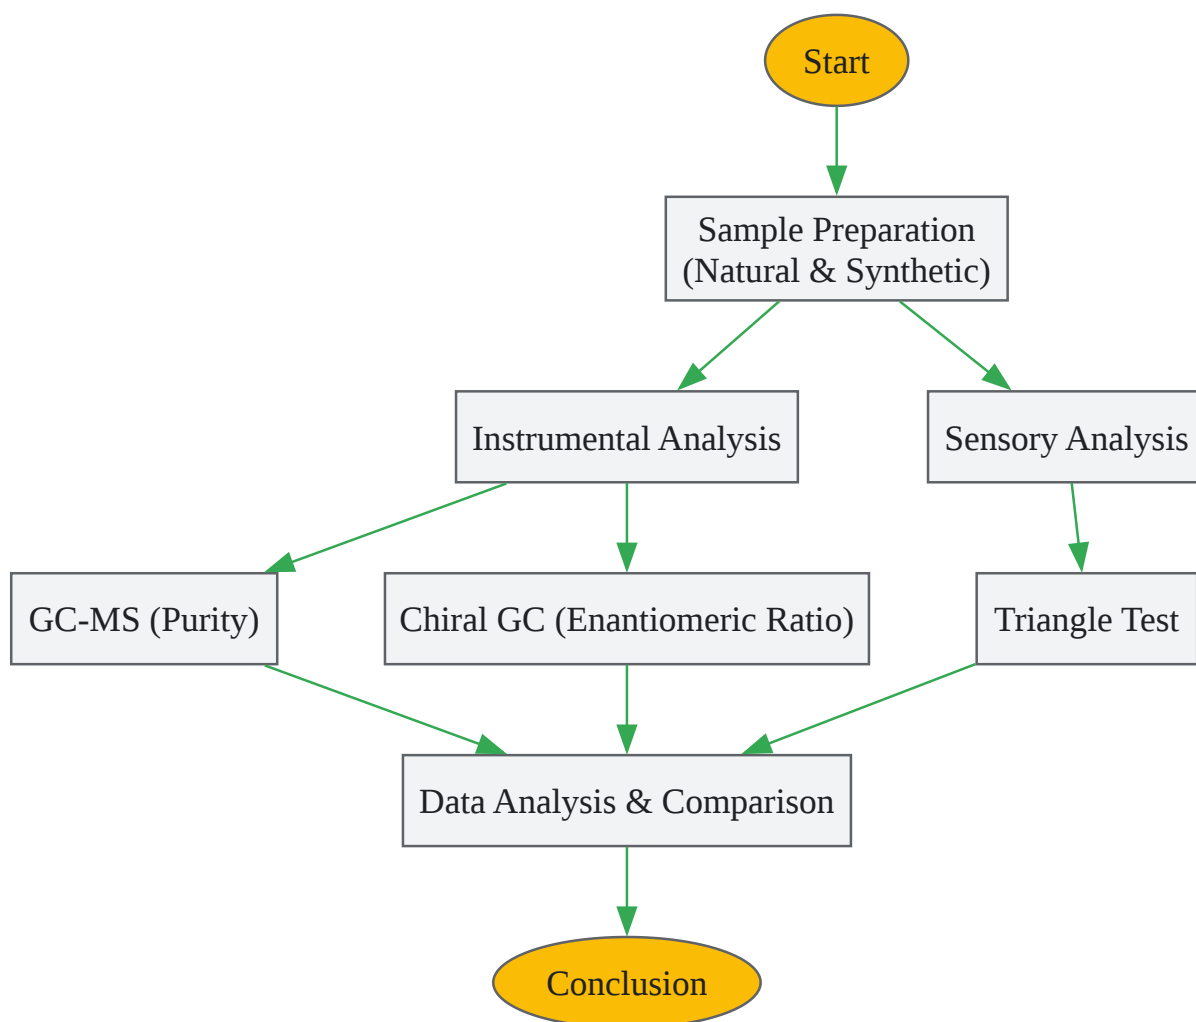 Start
Sample Preparation
(Natural & Synthetic)
Instrumental Analysis
Sensory Analysis
GC-MS (Purity)
Chiral GC (Enantiomeric Ratio)
Triangle Test
Data Analysis & Comparison
Conclusion